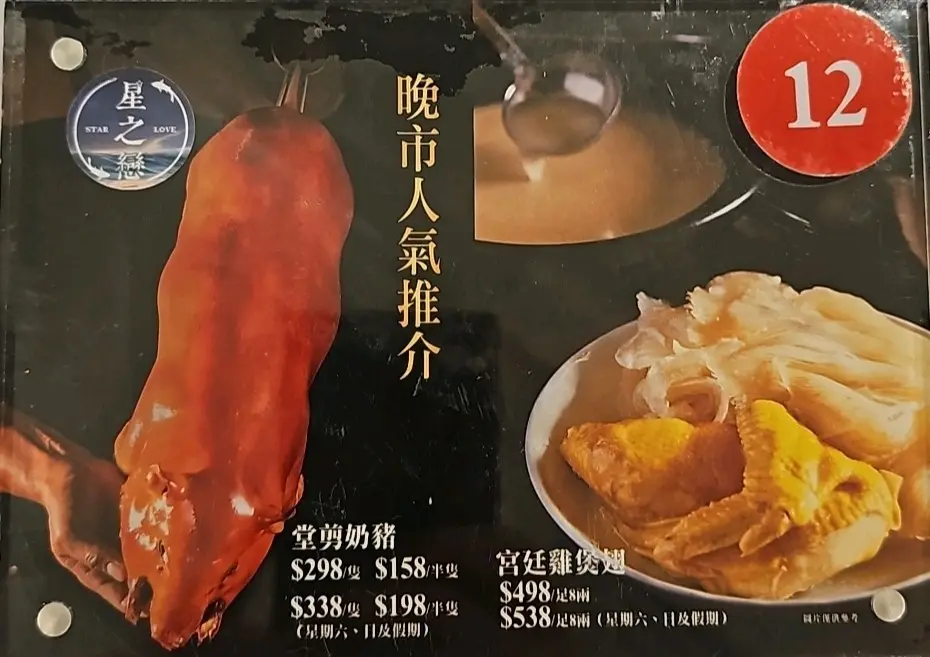 星之戀
STAR LOVE
晚市人氣推介
12
堂剪奶豬
$298/隻 $158/半隻
$338/隻 $198/半隻
(星期六、日及假期)
宮廷雞煲翅
$498/足8兩
$538/足8兩 (星期六、日及假期)
圖片僅供參考